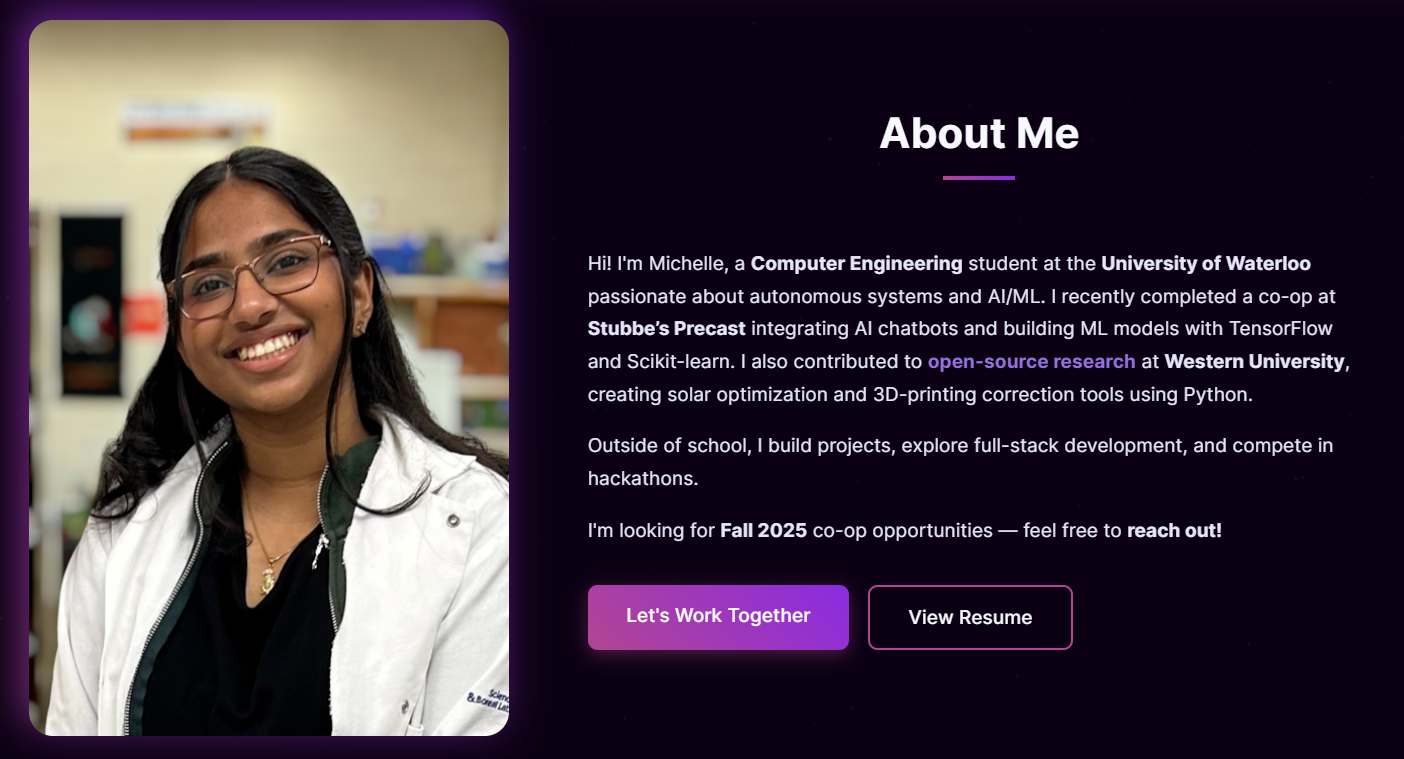 About Me
Hi! I'm Michelle, a Computer Engineering student at the University of Waterloo
passionate about autonomous systems and AI/ML. I recently completed a co-op at
Stubbe’s Precast integrating AI chatbots and building ML models with TensorFlow
and Scikit-learn. I also contributed to open-source research at Western University,
creating solar optimization and 3D-printing correction tools using Python.
Outside of school, I build projects, explore full-stack development, and compete in
hackathons.
I'm looking for Fall 2025 co-op opportunities — feel free to reach out!
Let's Work Together
View Resume
& Boreal